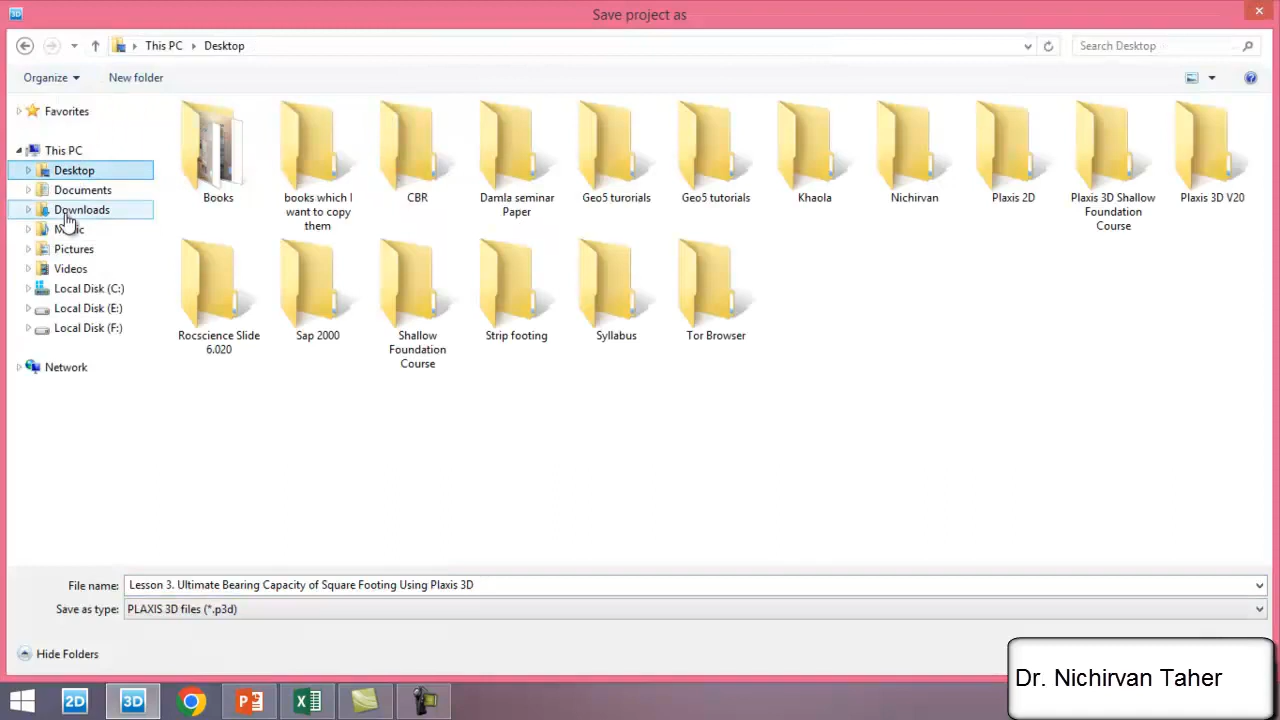 3D
Save project as
This PC
Desktop
Search Desktop
Organize
New folder
Favorites
This PC
Desktop
Documents
Downloads
Pictures
Videos
Local Disk (C:)
Local Disk (E:)
Local Disk (F:)
Network
Books
books which I
want to copy
them
CBR
Damla seminar
Paper
Geo5 turorials
Geo5 tutorials
Khaola
Nichirvan
Plaxis 2D
Plaxis 3D Shallow
Foundation
Course
Plaxis 3D V20
Rocscience Slide
6.020
Sap 2000
Shallow
Foundation
Course
Strip footing
Syllabus
Tor Browser
File name: Lesson 3. Ultimate Bearing Capacity of Square Footing Using Plaxis 3D
Save as type: PLAXIS 3D files (*.p3d)
Hide Folders
Dr. Nichirvan Taher
2D
3D